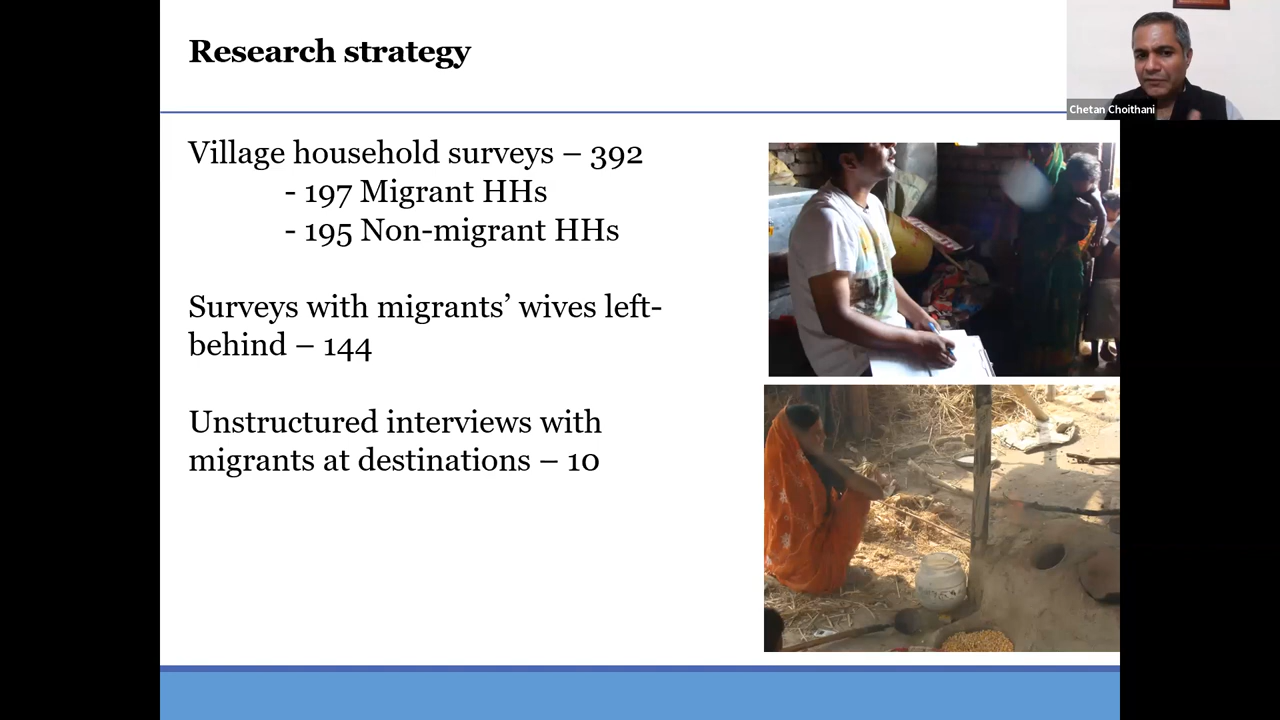 Research strategy
Chetan Choithani
Village household surveys – 392
- 197 Migrant HHs
- 195 Non-migrant HHs
Surveys with migrants’ wives left-
behind – 144
Unstructured interviews with
migrants at destinations – 10